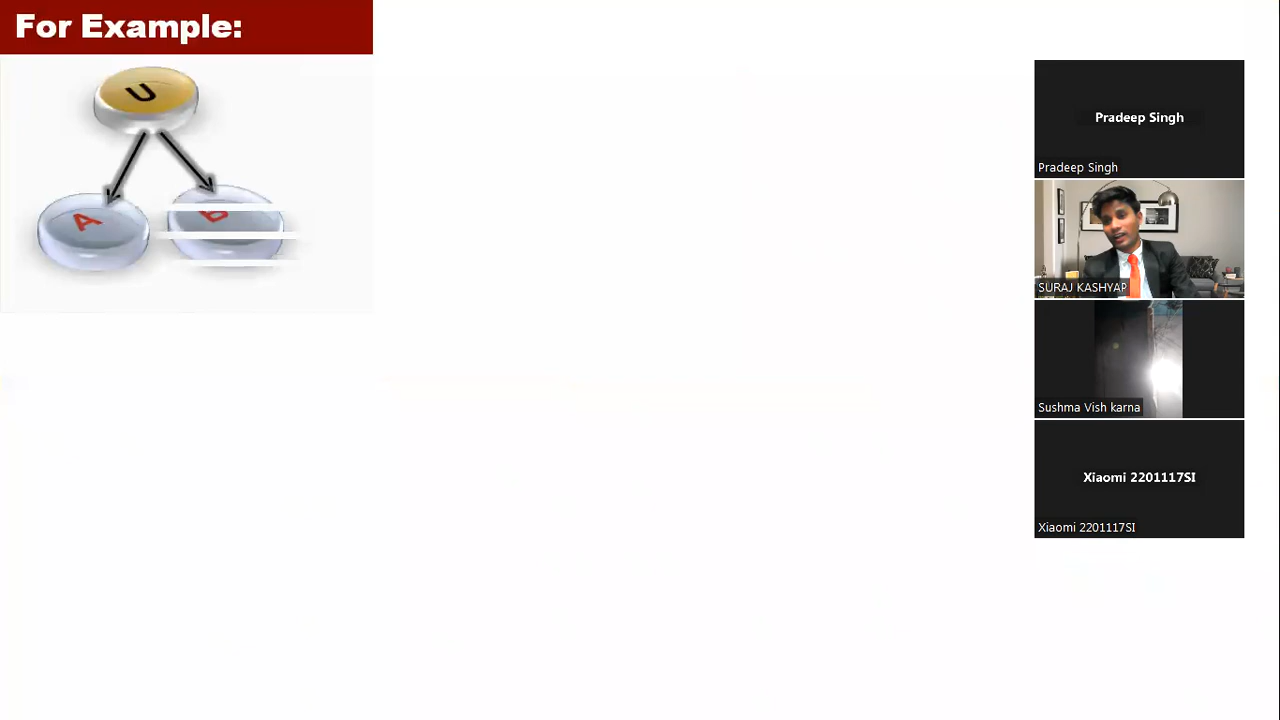 For Example:
U
A
B
Pradeep Singh
Pradeep Singh
SURAJ KASHYAP
Sushma Vish karna
Xiaomi 2201117SI
Xiaomi 2201117SI